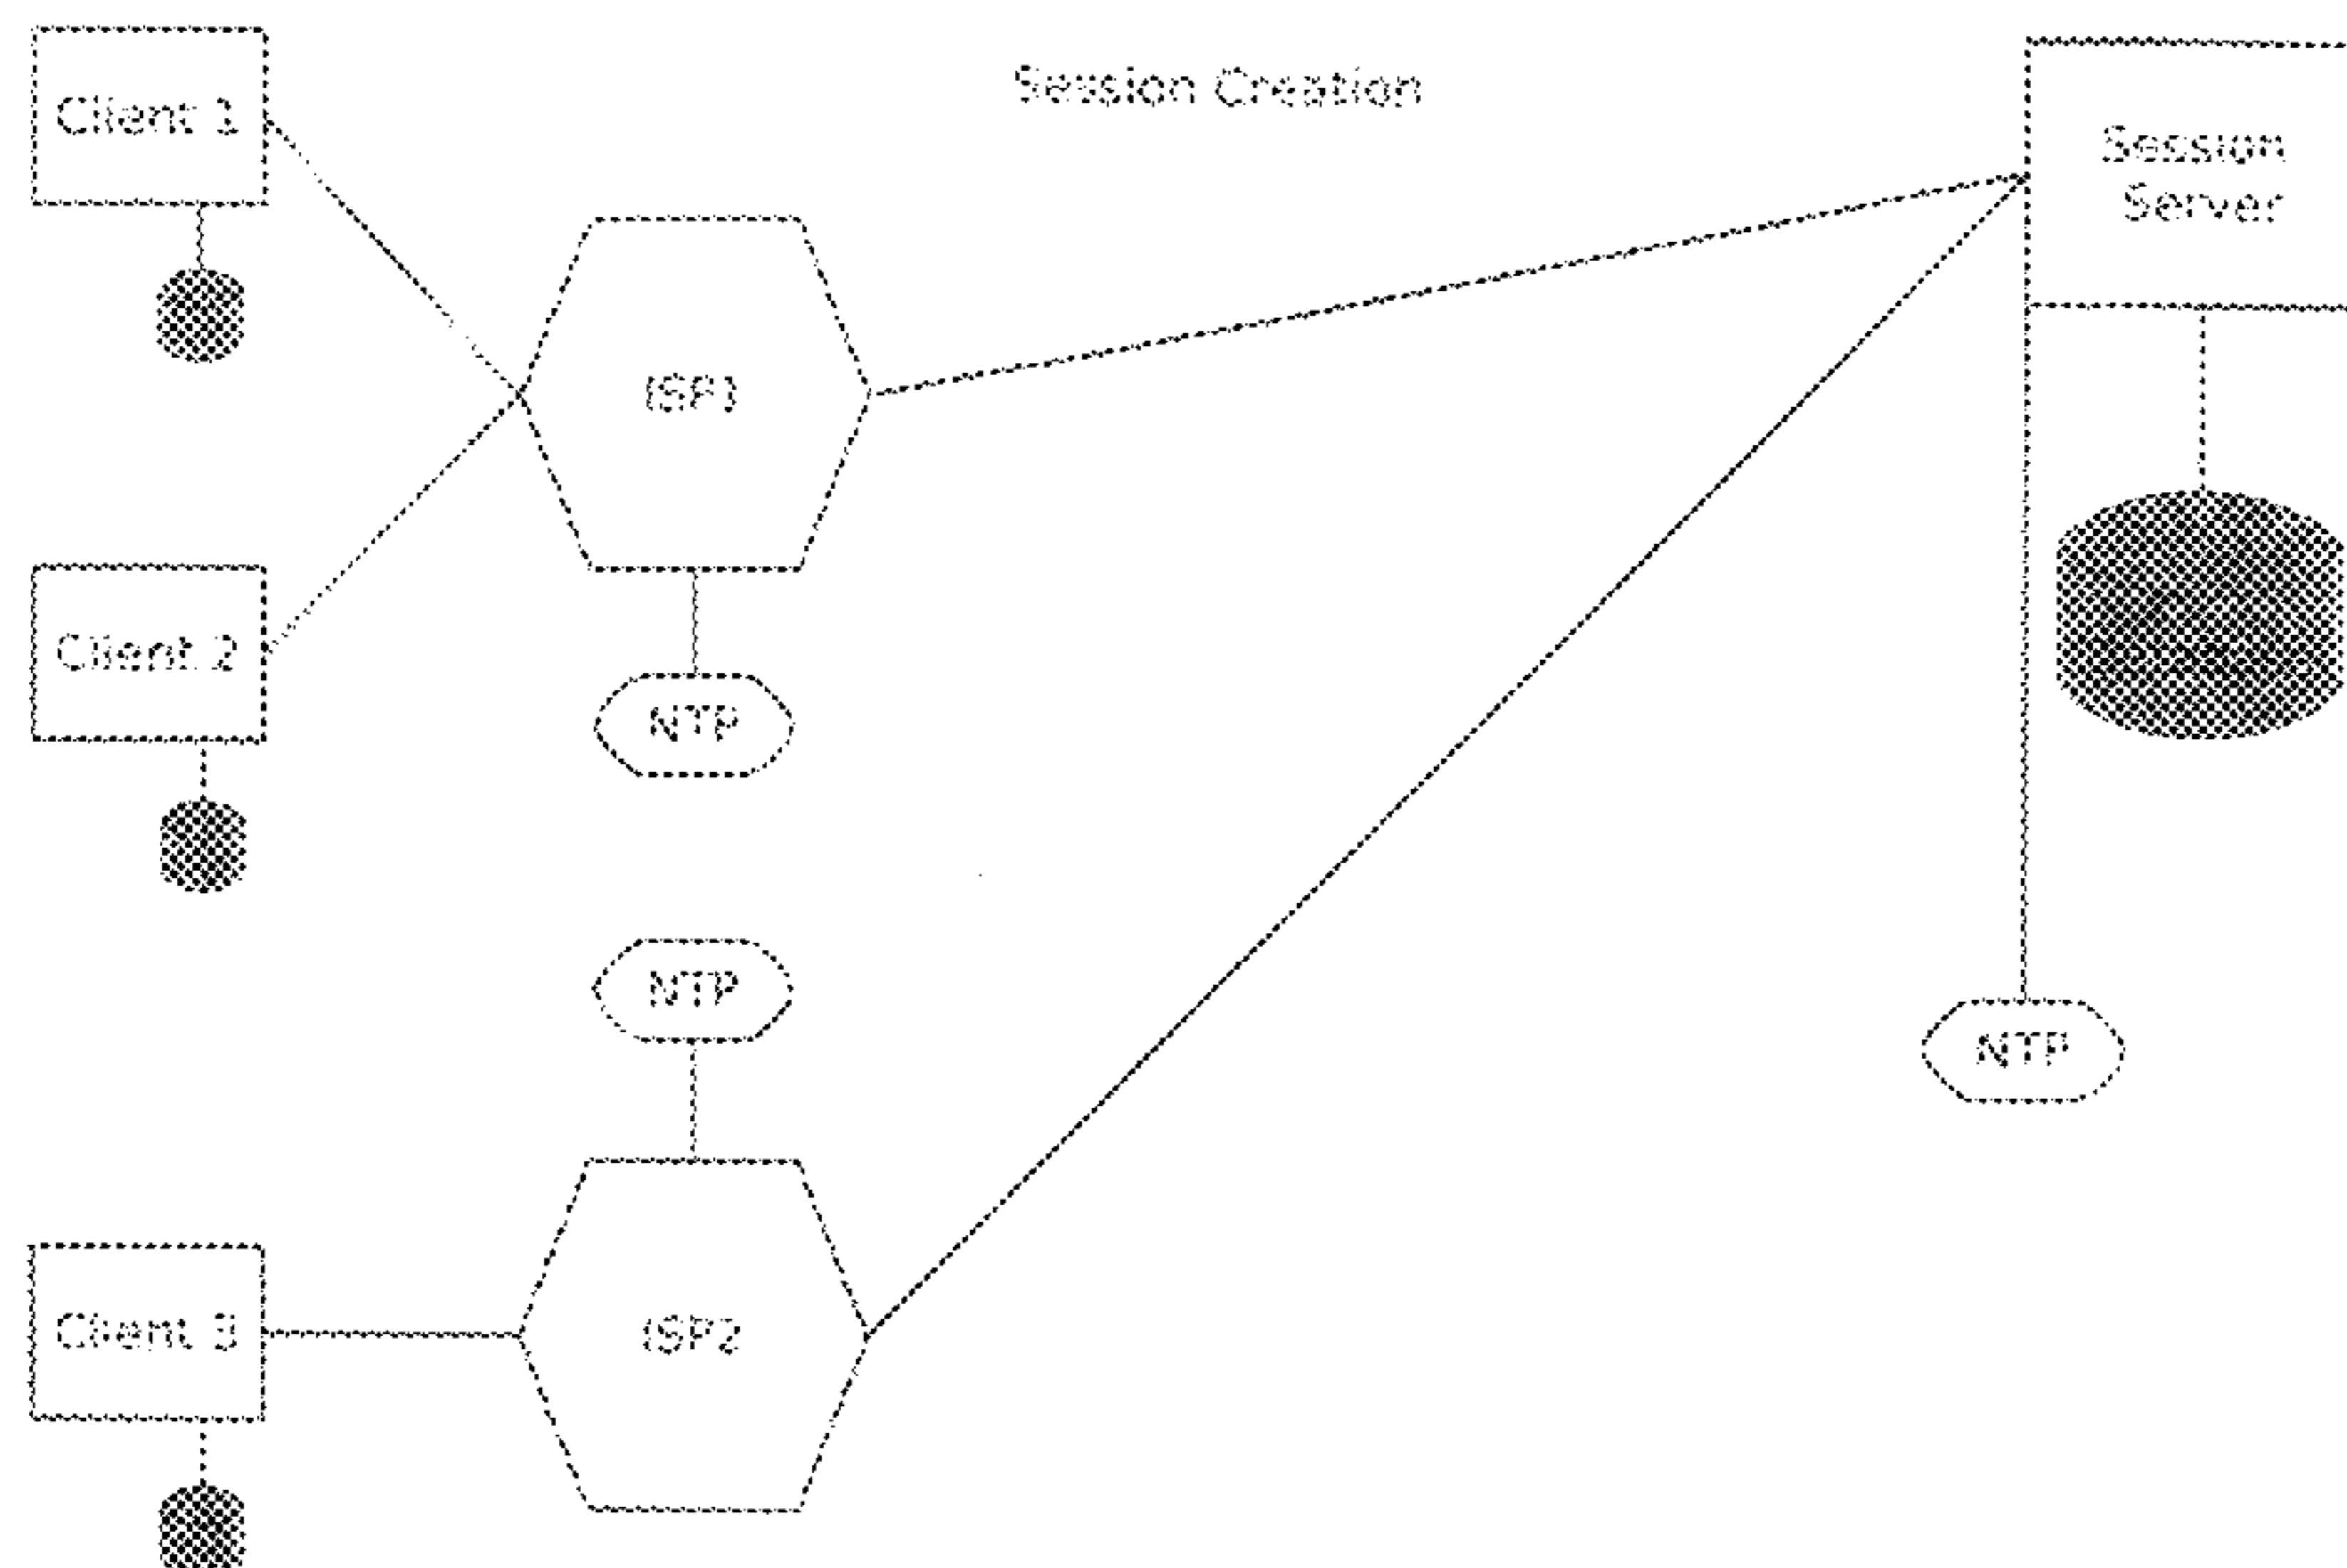 Session Creation
Client 1
Session
Server
ISP1
Client 2
NTP
NTP
NTP
Client 3
ISP2